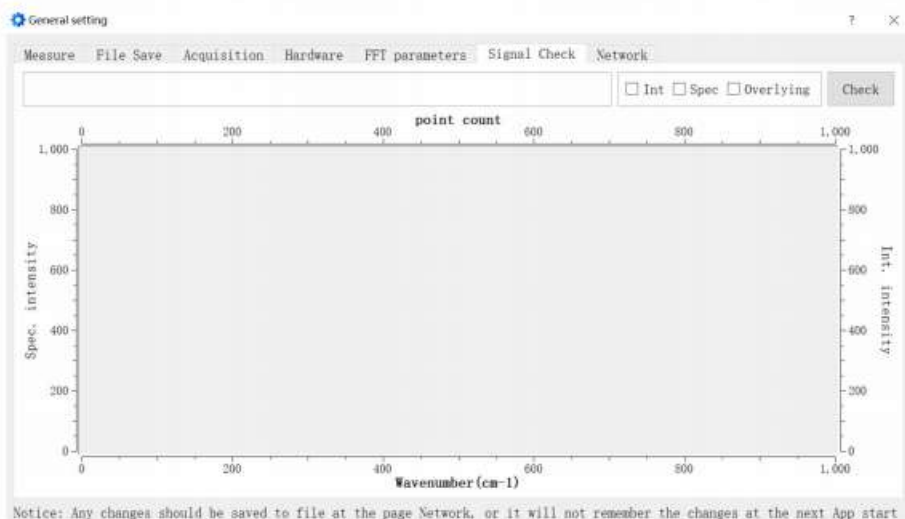 General setting
Measure File Save Acquisition Hardware FFT parameters Signal Check Network
Int Spec Overlying Check
point count
0 200 400 600 800 1,000
1,000 1,000
800 800
600 600
400 400
200 200
0 0
Spec. intensity
Int. intensity
0 200 400 600 800 1,000
Wavenumber(cm-1)
Notice: Any changes should be saved to file at the page Network, or it will not remember the changes at the next App start